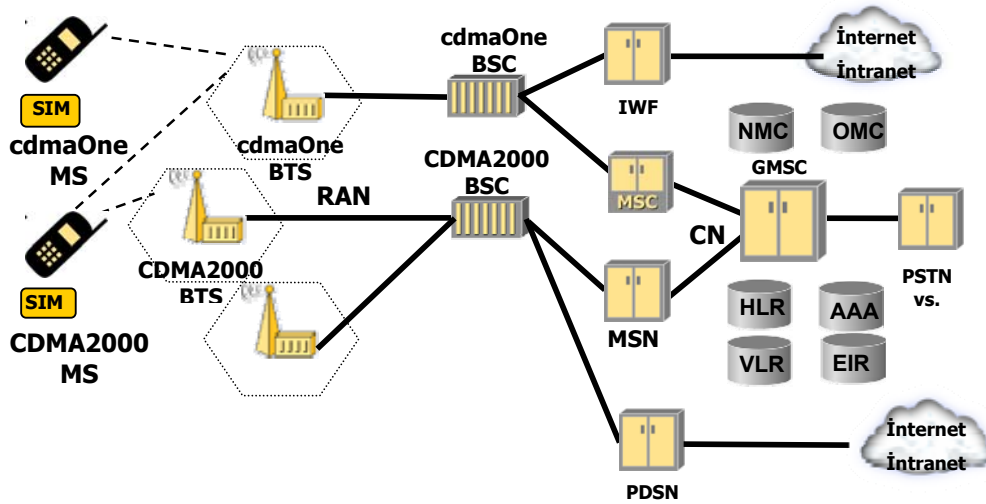 cdmaOne
BSC
İnternet
İntranet
SIM
cdmaOne
MS
cdmaOne
BTS
IWF
NMC
OMC
CDMA2000
BSC
GMSC
RAN
MSC
CN
SIM
CDMA2000
MS
CDMA2000
BTS
MSN
HLR
AAA
VLR
EIR
PSTN
vs.
PDSN
İnternet
İntranet